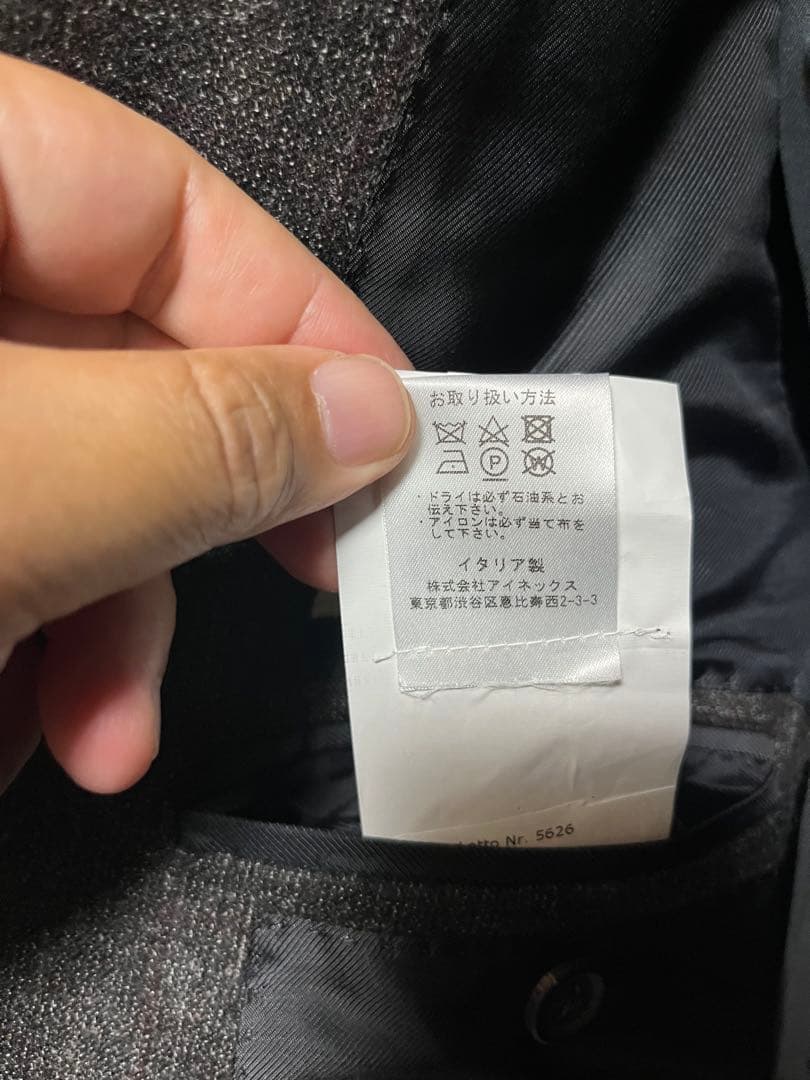 お取り扱い方法
P
W
・ドライは必ず石油系とお
伝え下さい。
・アイロンは必ず当て布を
して下さい。
イタリア製
株式会社アイネックス
東京都渋谷区恵比寿西2-3-3
Nr. 5626